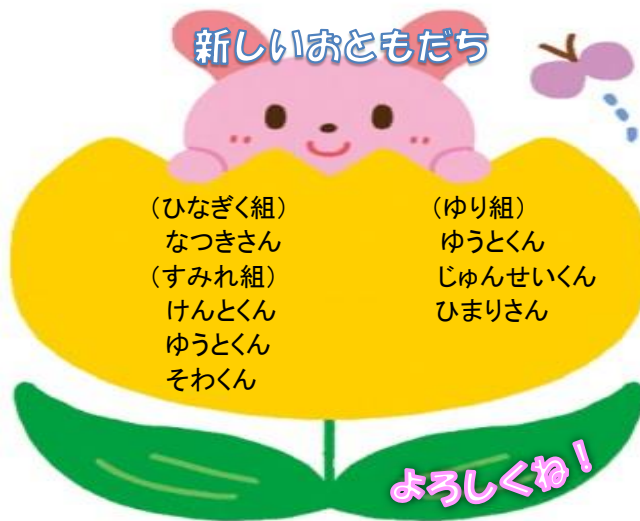 新しいおともだち
（ひなぎく組）
なつきさん
（すみれ組）
けんとくん
ゆうとくん
そわくん
（ゆり組）
ゆうとくん
じゅんせいくん
ひまりさん
よろしくね！